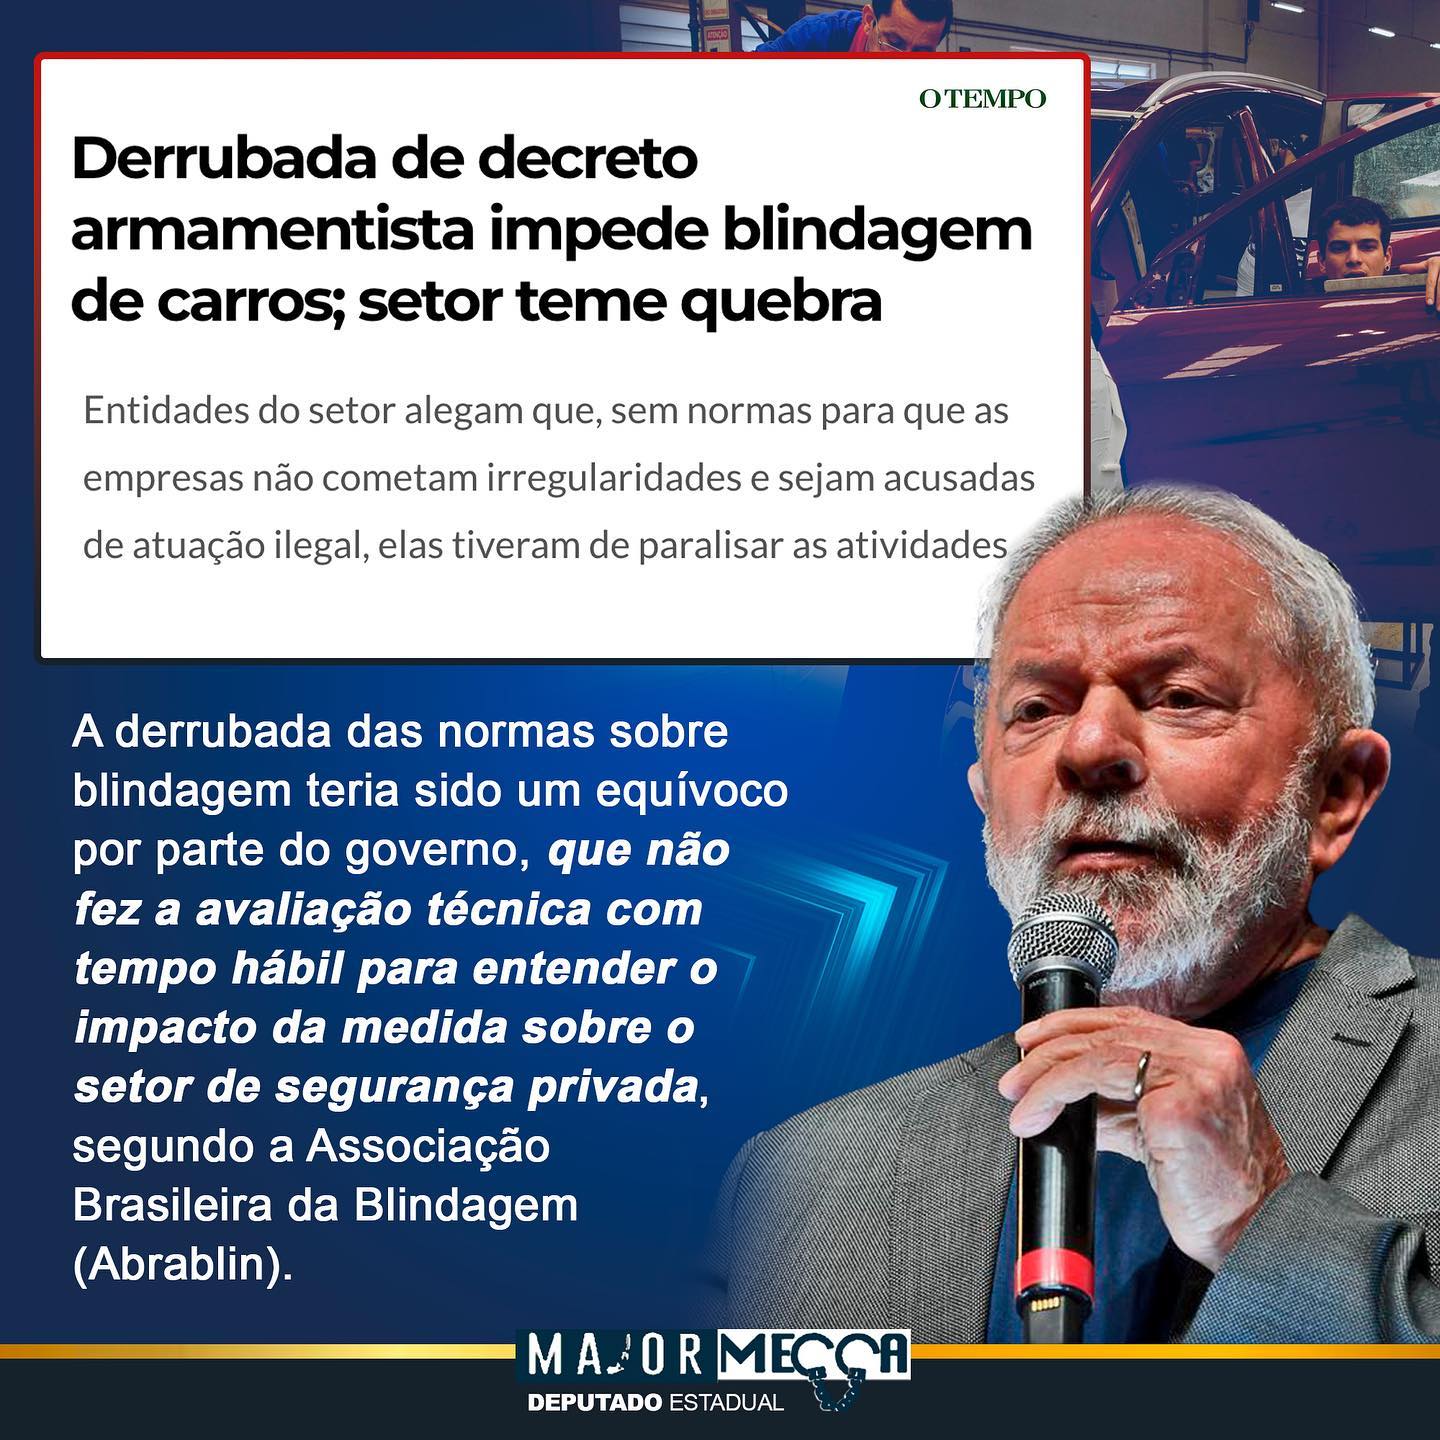 O TEMPO
Derrubada de decreto
armamentista impede blindagem
de carros; setor teme quebra
Entidades do setor alegam que, sem normas para que as
empresas não cometam irregularidades e sejam acusadas
de atuação ilegal, elas tiveram de paralisar as atividades
A derrubada das normas sobre
blindagem teria sido um equívoco
por parte do governo, que não
fez a avaliação técnica com
tempo hábil para entender o
impacto da medida sobre o
setor de segurança privada,
segundo a Associação
Brasileira da Blindagem
(Abrablin).
MAJOR MECCA
DEPUTADO ESTADUAL